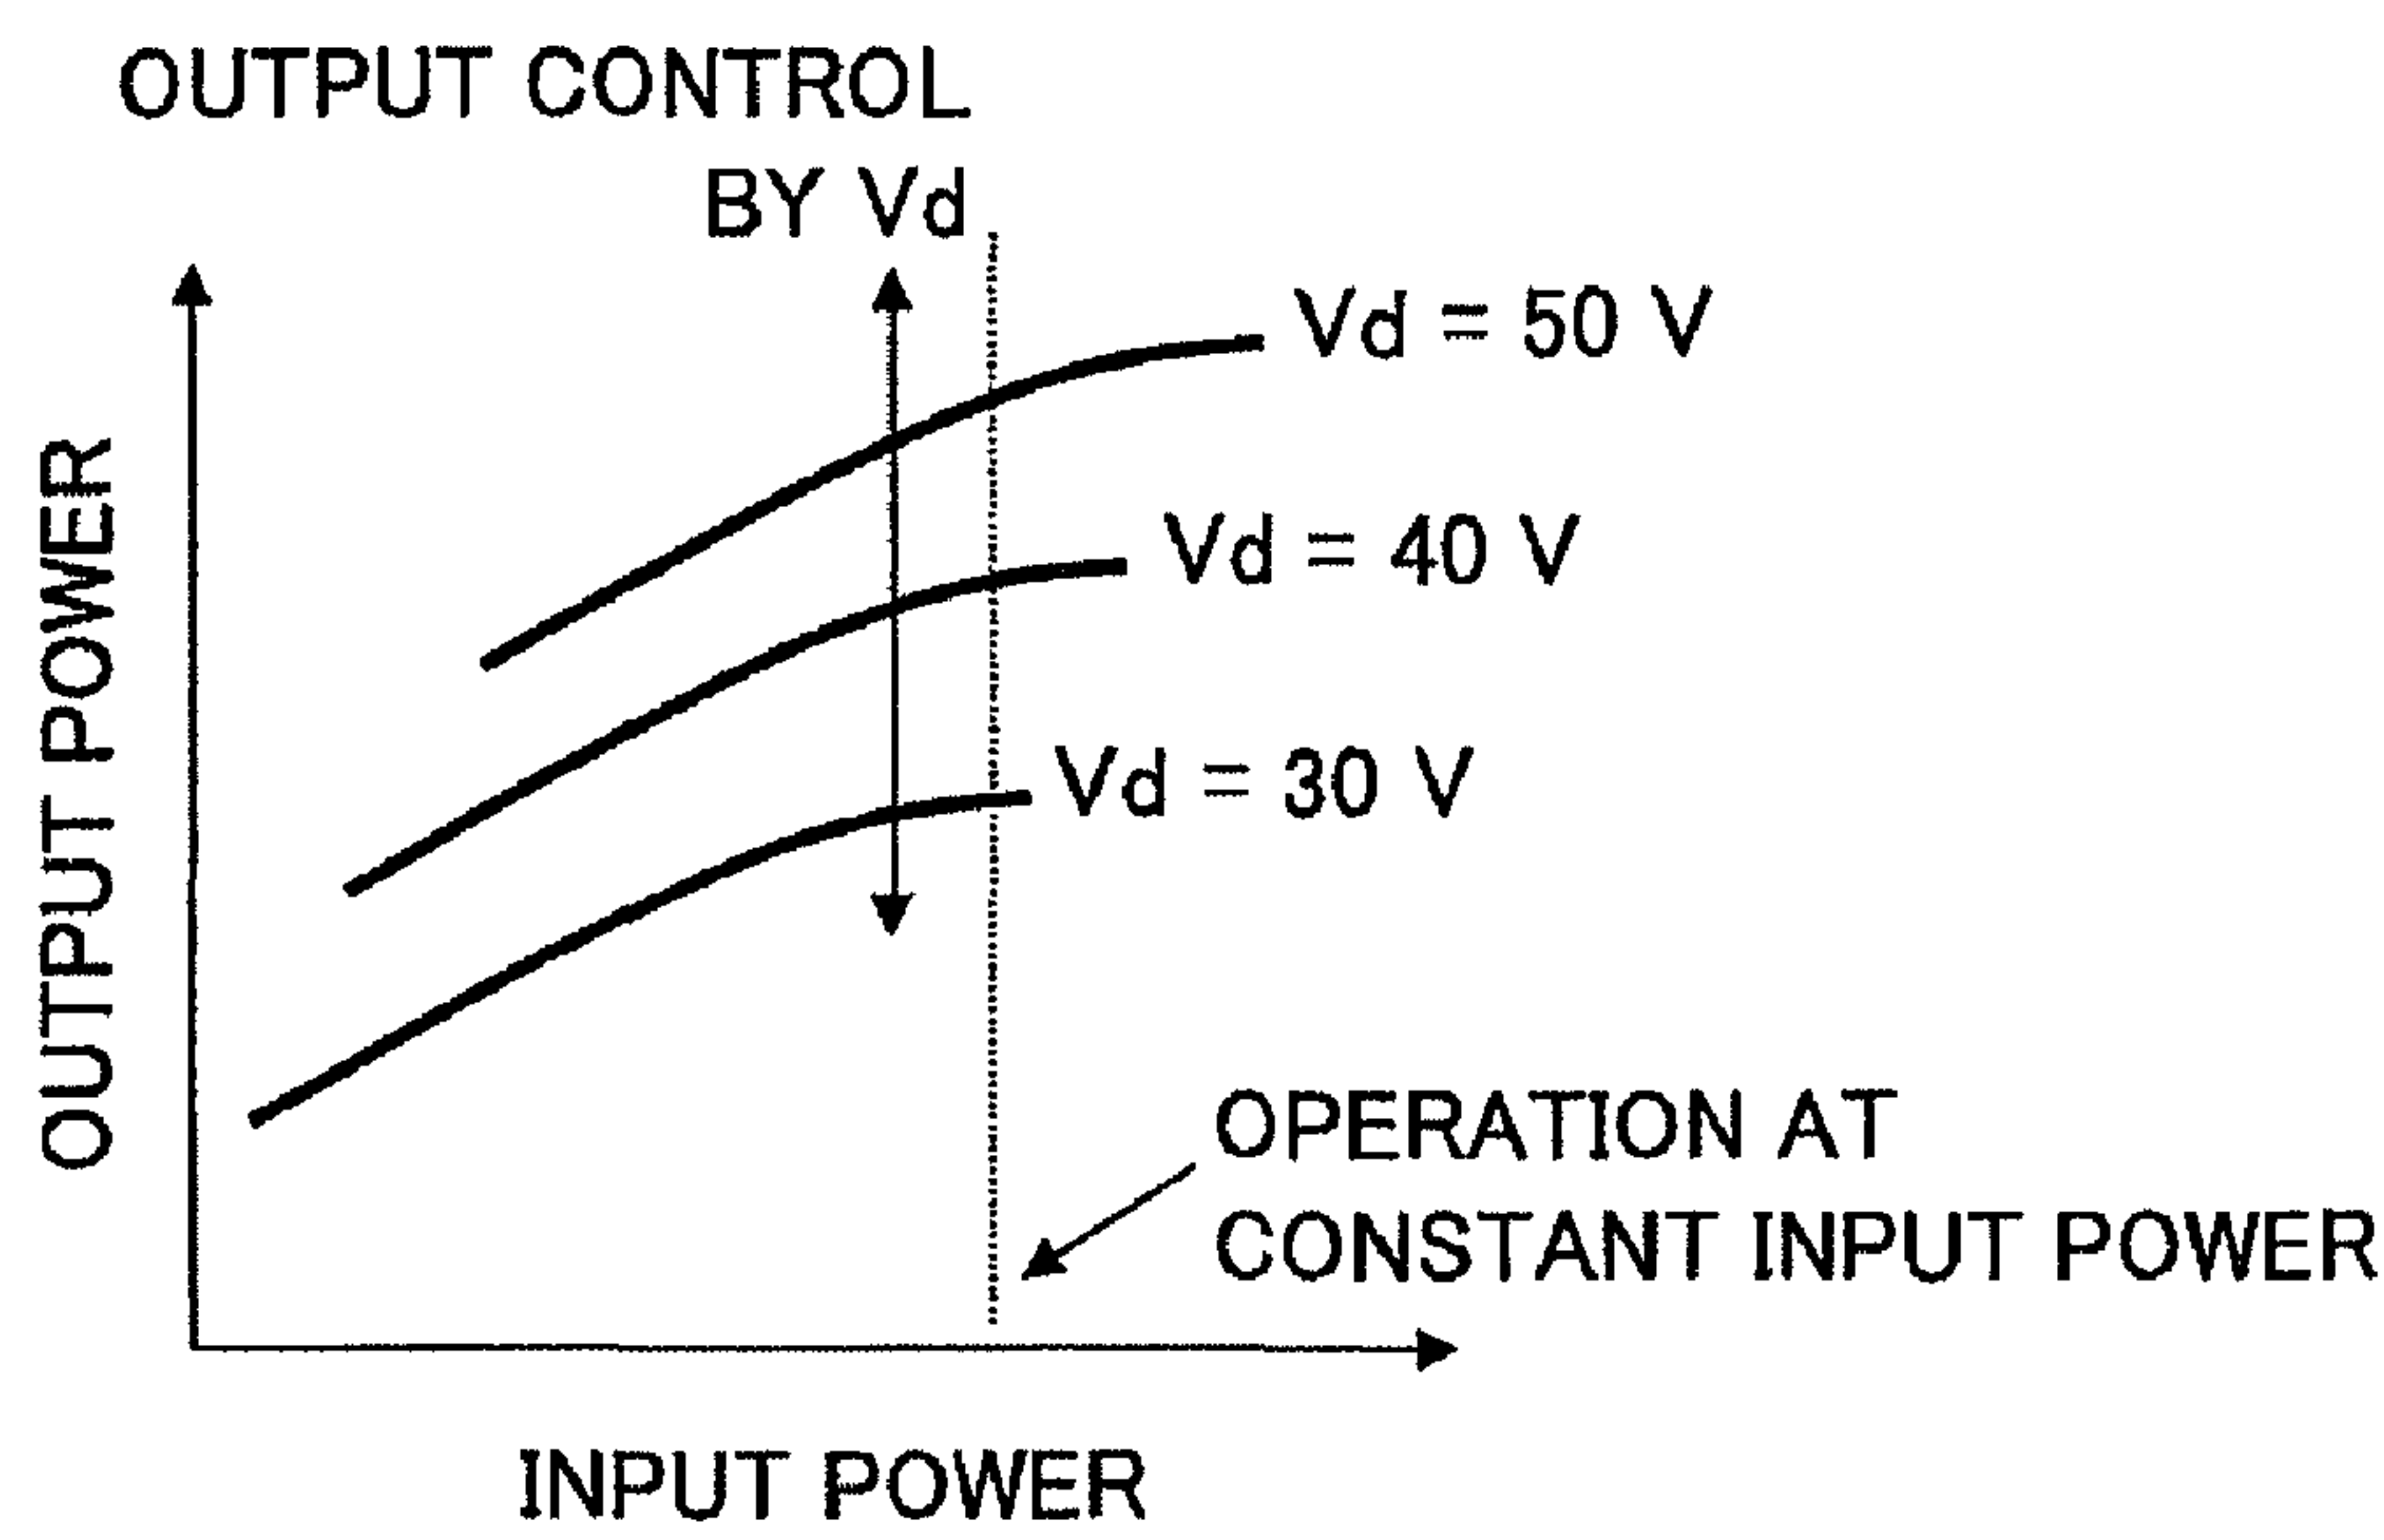 OUTPUT CONTROL
BY Vd
Vd = 50 V
Vd = 40 V
Vd = 30 V
OUTPUT POWER
OPERATION AT
CONSTANT INPUT POWER
INPUT POWER